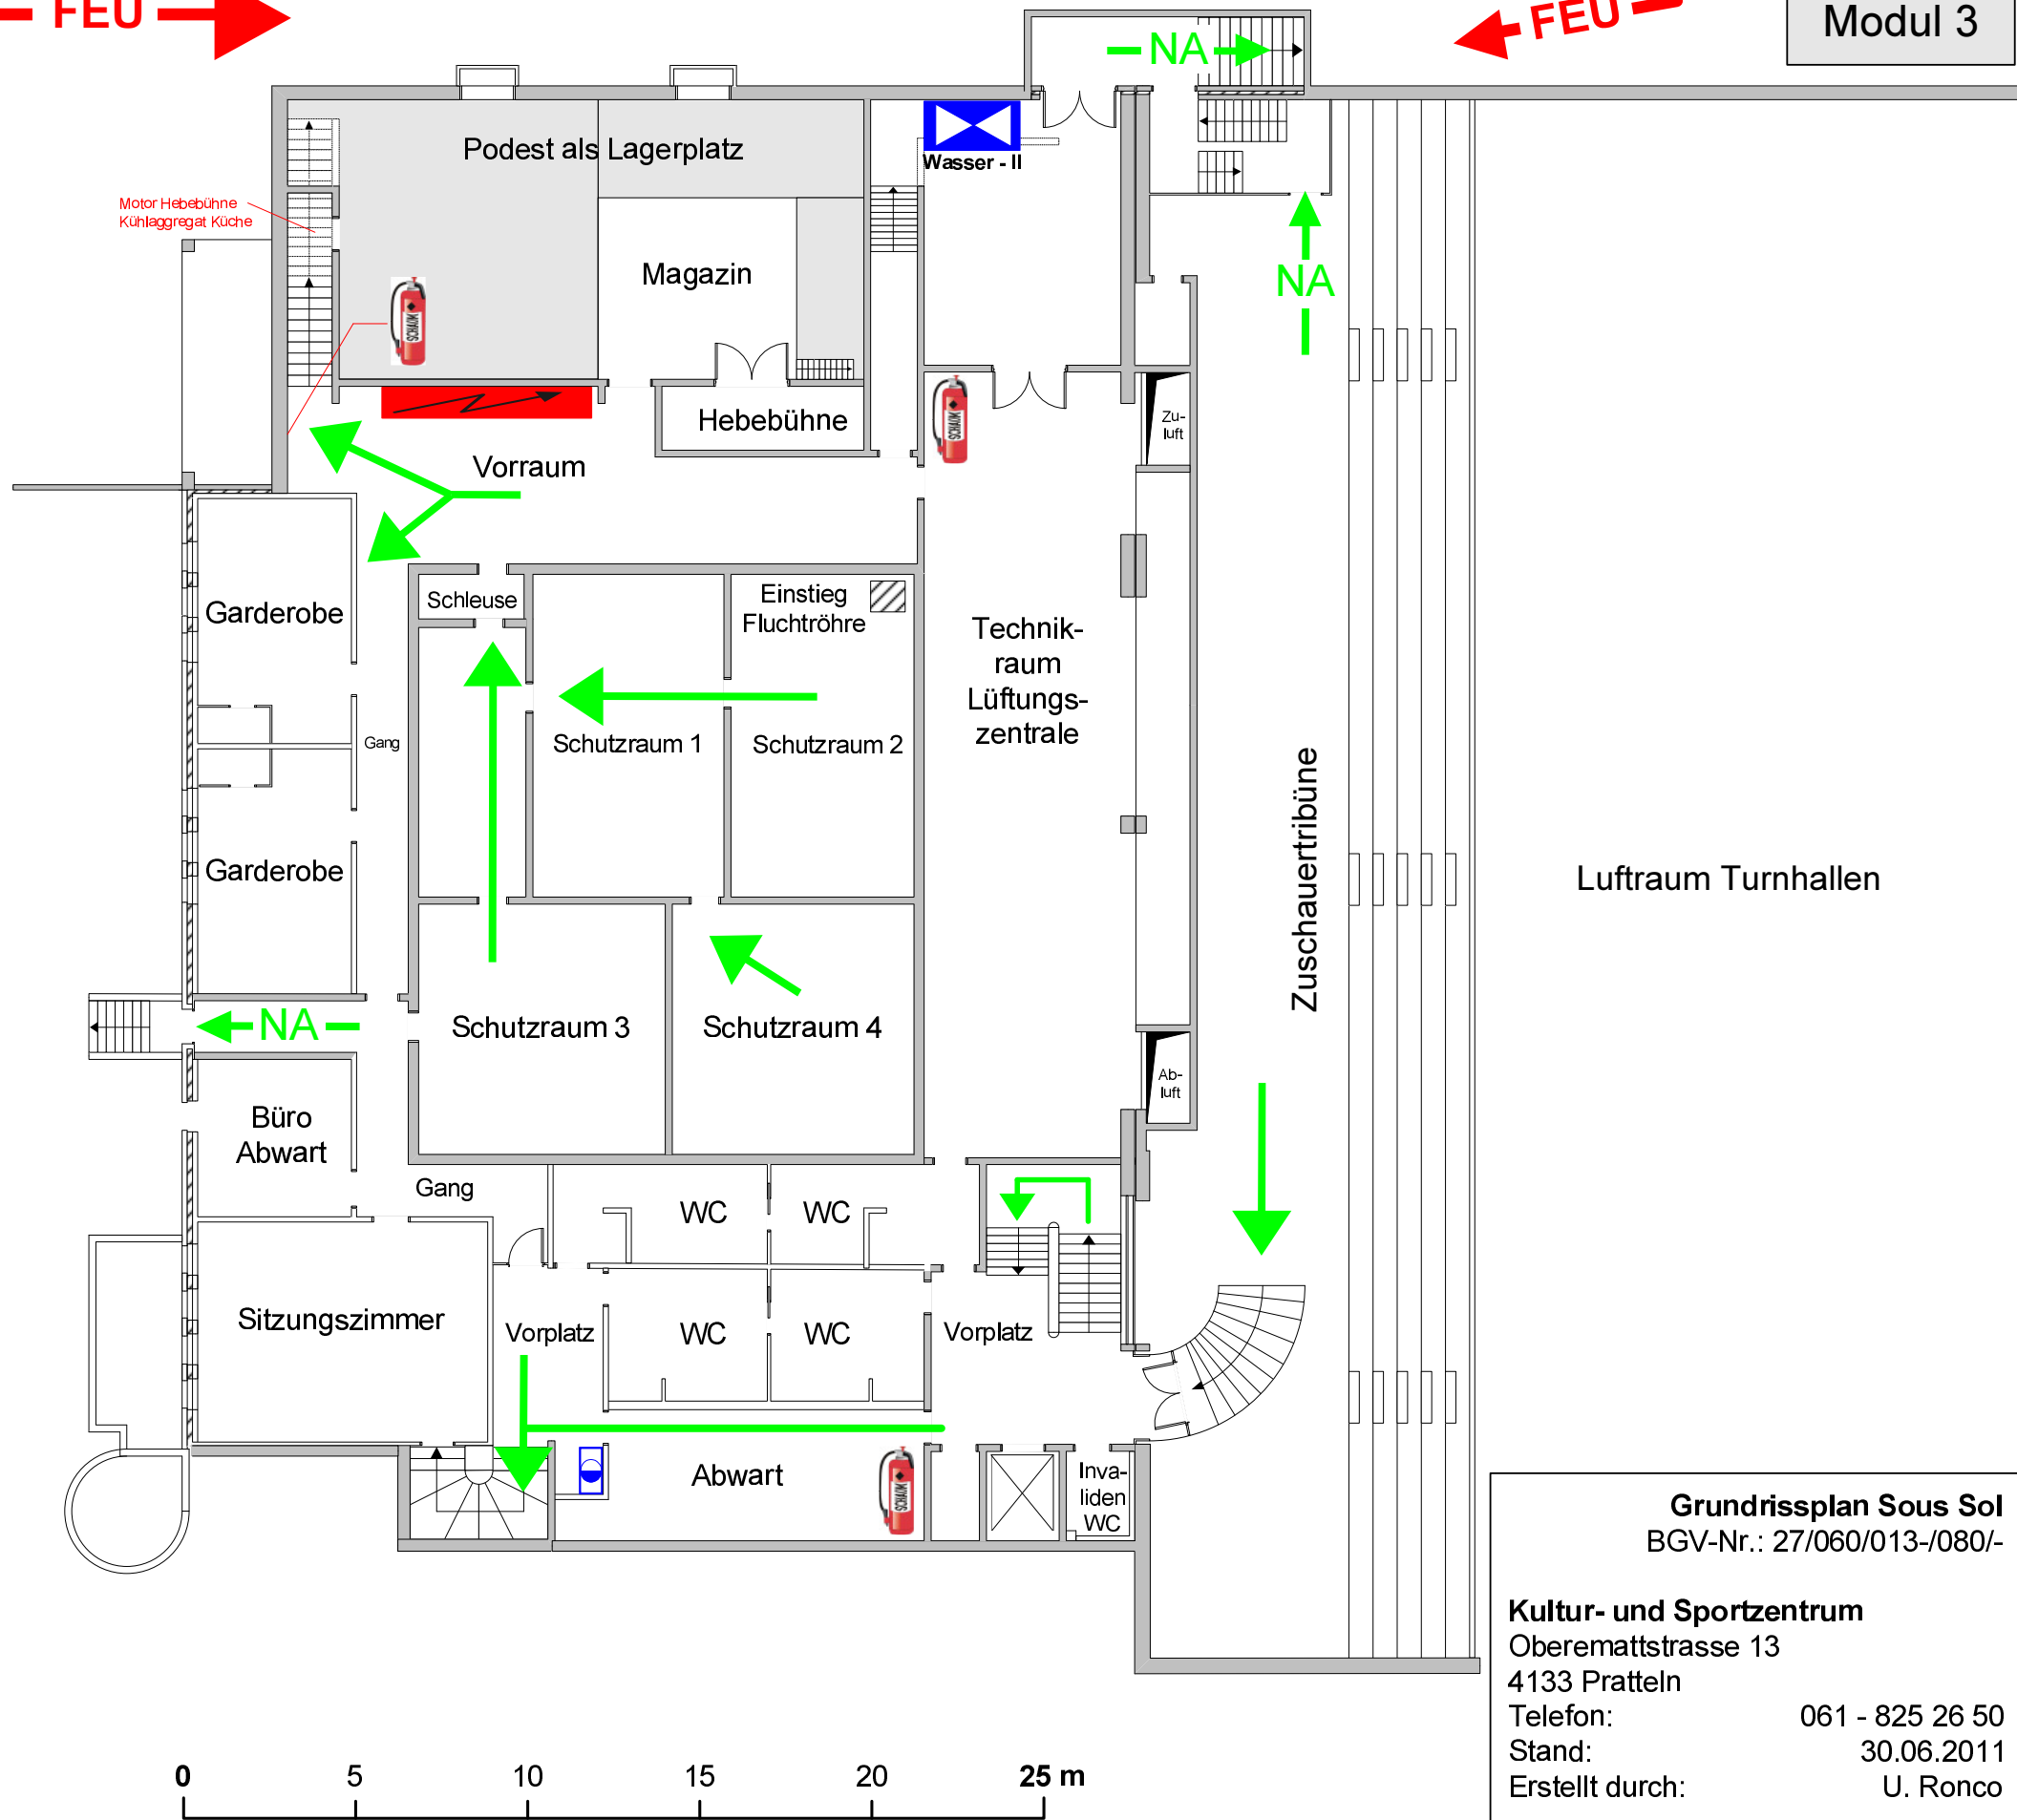 FEU
FEU
Modul 3
NA
Podest als Lagerplatz
Wasser - II
Motor Hebebühne
Kühlaggregat Küche
Magazin
NA
SCHAUM
SCHAUM
Hebebühne
Zu-
luft
Vorraum
Schleuse
Einstieg
Fluchtröhre
Garderobe
Technik-
raum
Lüftungs-
zentrale
Gang
Schutzraum 1
Schutzraum 2
Zuschauertribüne
Luftraum Turnhallen
Garderobe
NA
Schutzraum 3
Schutzraum 4
Ab-
luft
Büro
Abwart
Gang
WC
WC
Sitzungszimmer
Vorplatz
WC
WC
Vorplatz
Abwart
SCHAUM
Inva-
liden
WC
Grundrissplan Sous Sol
BGV-Nr.: 27/060/013-/080/-
Kultur- und Sportzentrum
Oberemattstrasse 13
4133 Pratteln
Telefon: 061 - 825 26 50
Stand: 30.06.2011
Erstellt durch: U. Ronco
0 5 10 15 20 25 m